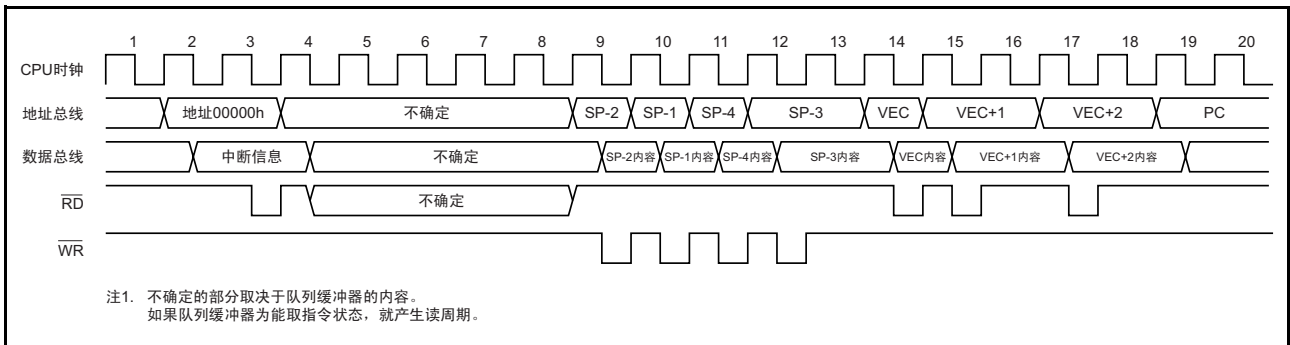 1 2 3 4 5 6 7 8 9 10 11 12 13 14 15 16 17 18 19 20
CPU时钟
地址总线 地址00000h 不确定 SP-2 SP-1 SP-4 SP-3 VEC VEC+1 VEC+2 PC
数据总线 中断信息 不确定 SP-2内容 SP-1内容 SP-4内容 SP-3内容 VEC内容 VEC+1内容 VEC+2内容
RD 不确定
WR
注1. 不确定的部分取决于队列缓冲器的内容。
如果队列缓冲器为能取指令状态，就产生读周期。